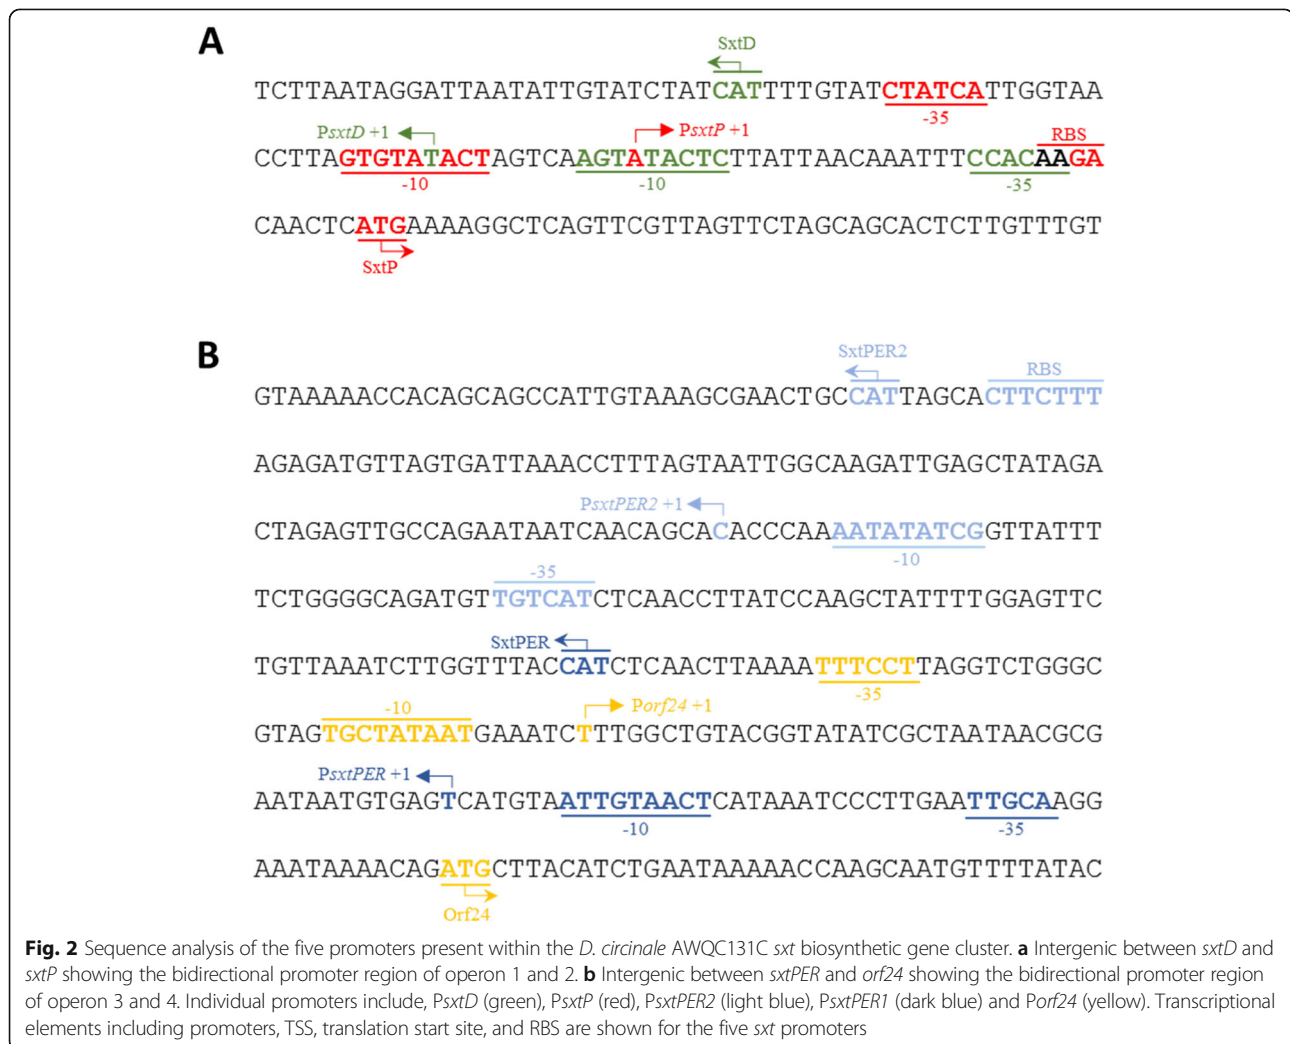 A
SxtD
TCTTAATAGGATTAATATTGTATCTATCATTTTGTATCTATCATTGGTAA
-35
PsxtD +1 PsxtP +1 RBS
CCTTAGTGTATACTAGTCAAGTATACTCTTATTAACAAATTTCCACAAGA
-10 -10 -35
CAACTCATGAAAAGGCTCAGTTCGTTAGTTCTAGCAGCACTCTTGTTTGT
SxtP
B
SxtPER2 RBS
GTAAAAACCACAGCAGCCATTGTAAAGCGAACTGCCATTAGCACTTCTTT
AGAGATGTTAGTGATTAAACCTTTAGTAATTGGCAAGATTGAGCTATAGA
PsxtPER2 +1
CTAGAGTTGCCAGAATAATCAACAGCACACCCAAAATATATCGGTTATTT
-10
-35
TCTGGGGCAGATGTTGTCATCTCAACCTTATCCAAGCTATTTTGGAGTTC
SxtPER
TGTTAAATCTTGGTTTACCATCTCAACTTAAAATTTCCTTAGGTCTGGGC
-35
-10 Porf24 +1
GTAGTGCTATAATGAAATCTTTGGCTGTACGGTATATCGCTAATAACGCG
PsxtPER +1
AATAATGTGAGTCATGTAATTGTAACTCATAAATCCCTTGAATTGCAAGG
-10 -35
AAATAAAACAGATGCTTACATCTGAATAAAAACCAAGCAATGTTTTATAC
Orf24
Fig. 2 Sequence analysis of the five promoters present within the D. circinale AWQC131C sxt biosynthetic gene cluster. a Intergenic between sxtD and
sxtP showing the bidirectional promoter region of operon 1 and 2. b Intergenic between sxtPER and orf24 showing the bidirectional promoter region
of operon 3 and 4. Individual promoters include, PsxtD (green), PsxtP (red), PsxtPER2 (light blue), PsxtPER1 (dark blue) and Porf24 (yellow). Transcriptional
elements including promoters, TSS, translation start site, and RBS are shown for the five sxt promoters